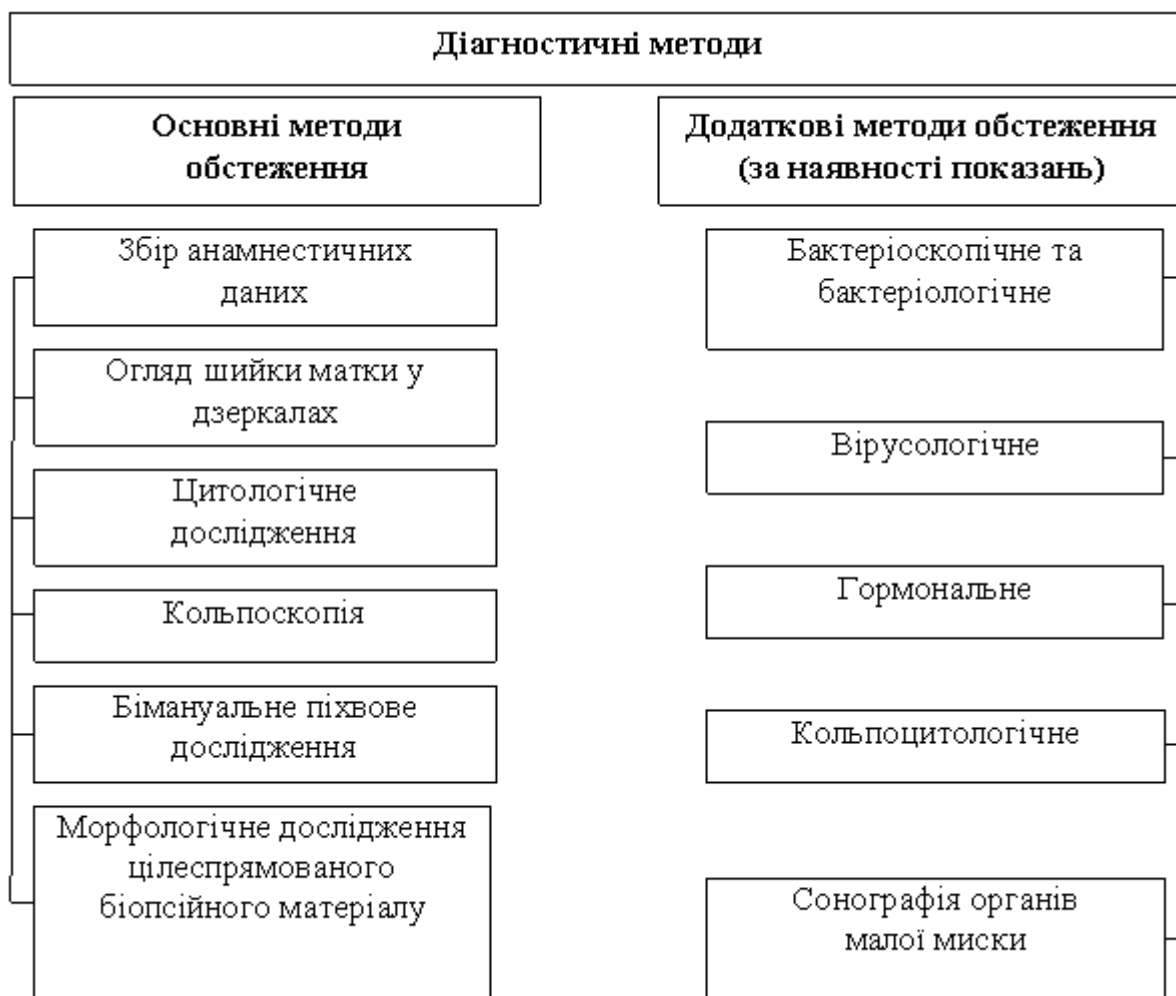 Діагностичні методи
Основні методи
обстеження
Додаткові методи обстеження
(за наявності показань)
Збір анамнестичних
даних
Огляд шийки матки у
дзеркалах
Цитологічне
дослідження
Кольпоскопія
Бімануальне піхвове
дослідження
Морфологічне дослідження
цілеспрямованого
біопсійного матеріалу
Бактеріоскопічне та
бактеріологічне
Вірусологічне
Гормональне
Кольпоцитологічне
Сонографія органів
малої миски